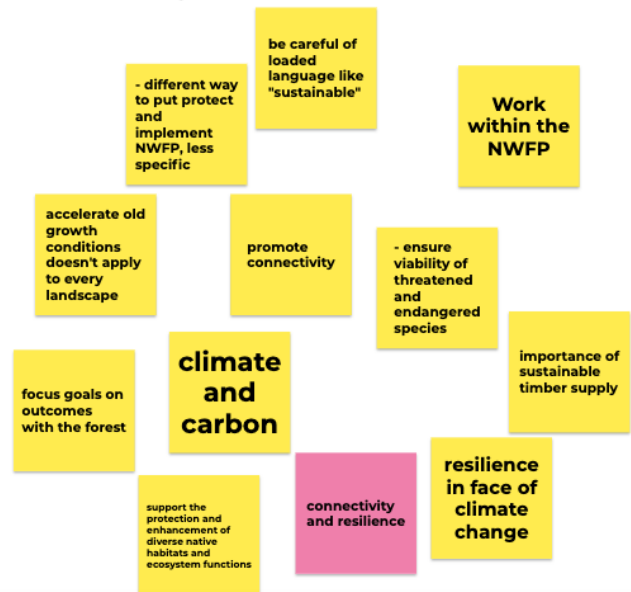 be careful of
loaded
language like
"sustainable"
- different way
to put protect
and
implement
NWFP, less
specific
Work
within the
NWFP
accelerate old
growth
conditions
doesn't apply
to every
landscape
promote
connectivity
- ensure
viability of
threatened
and
endangered
species
importance of
sustainable
timber supply
climate
and
carbon
focus goals on
outcomes
with the forest
resilience
in face of
climate
change
connectivity
and resilience
support the
protection and
enhancement of
diverse native
habitats and
ecosystem functions